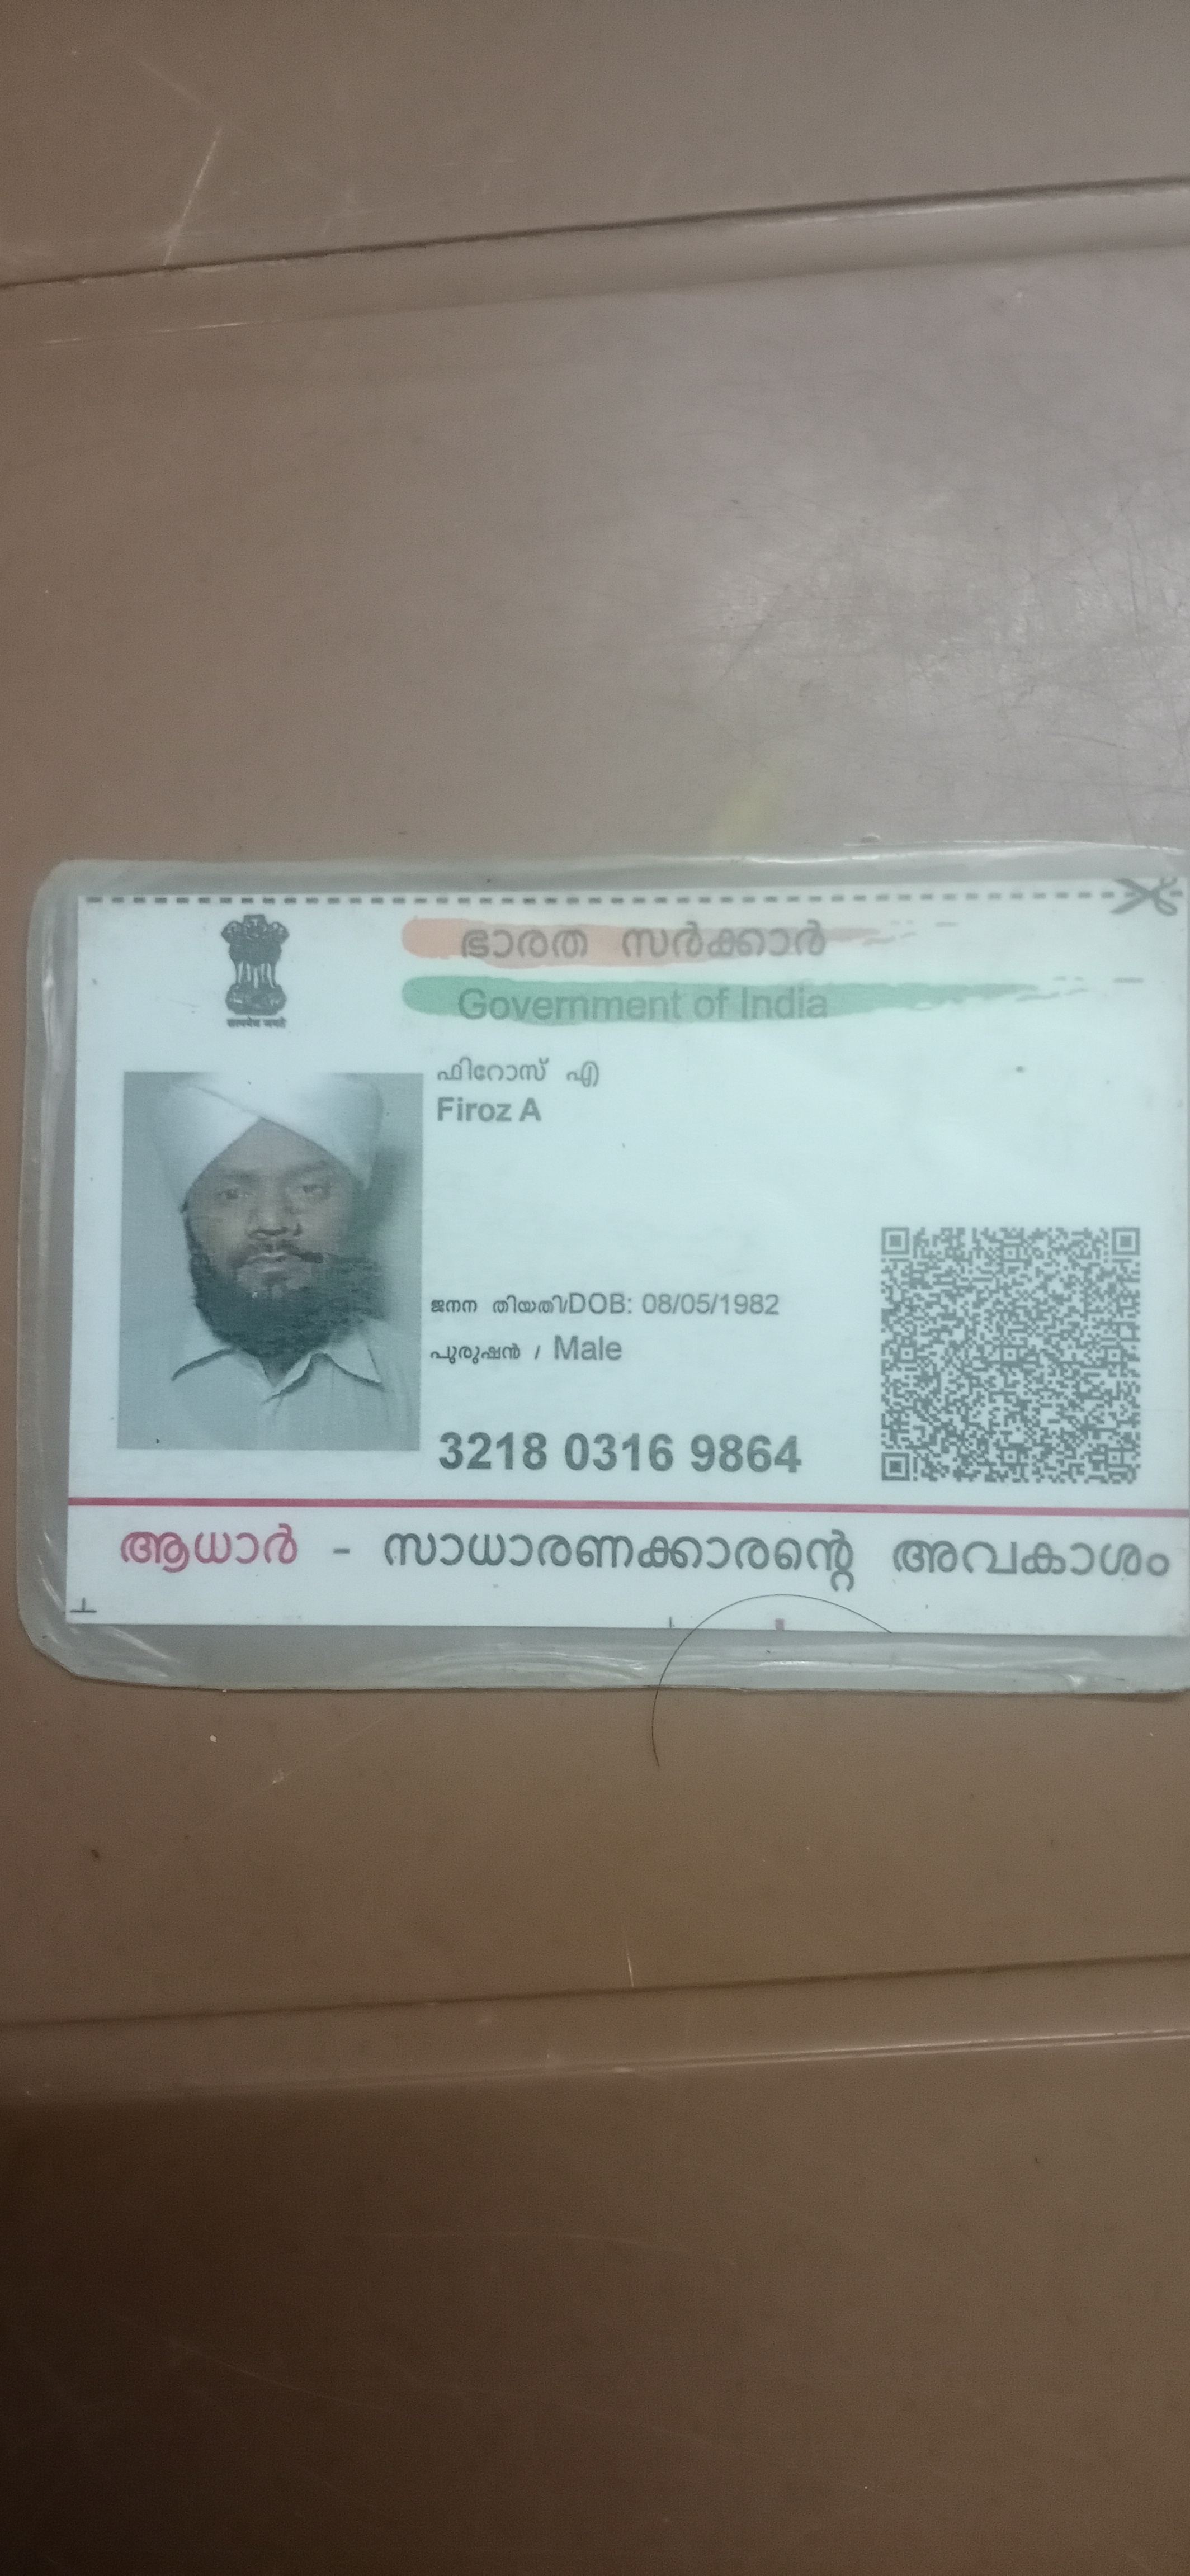 ഭാരത സർക്കാർ
Government of India
सत्यमेव जयते
ഫിറോസ് എ
Firoz A
ജനന തിയതി/DOB: 08/05/1982
പുരുഷൻ / Male
3218 0316 9864
ആധാർ - സാധാരണക്കാരന്റെ അവകാശം